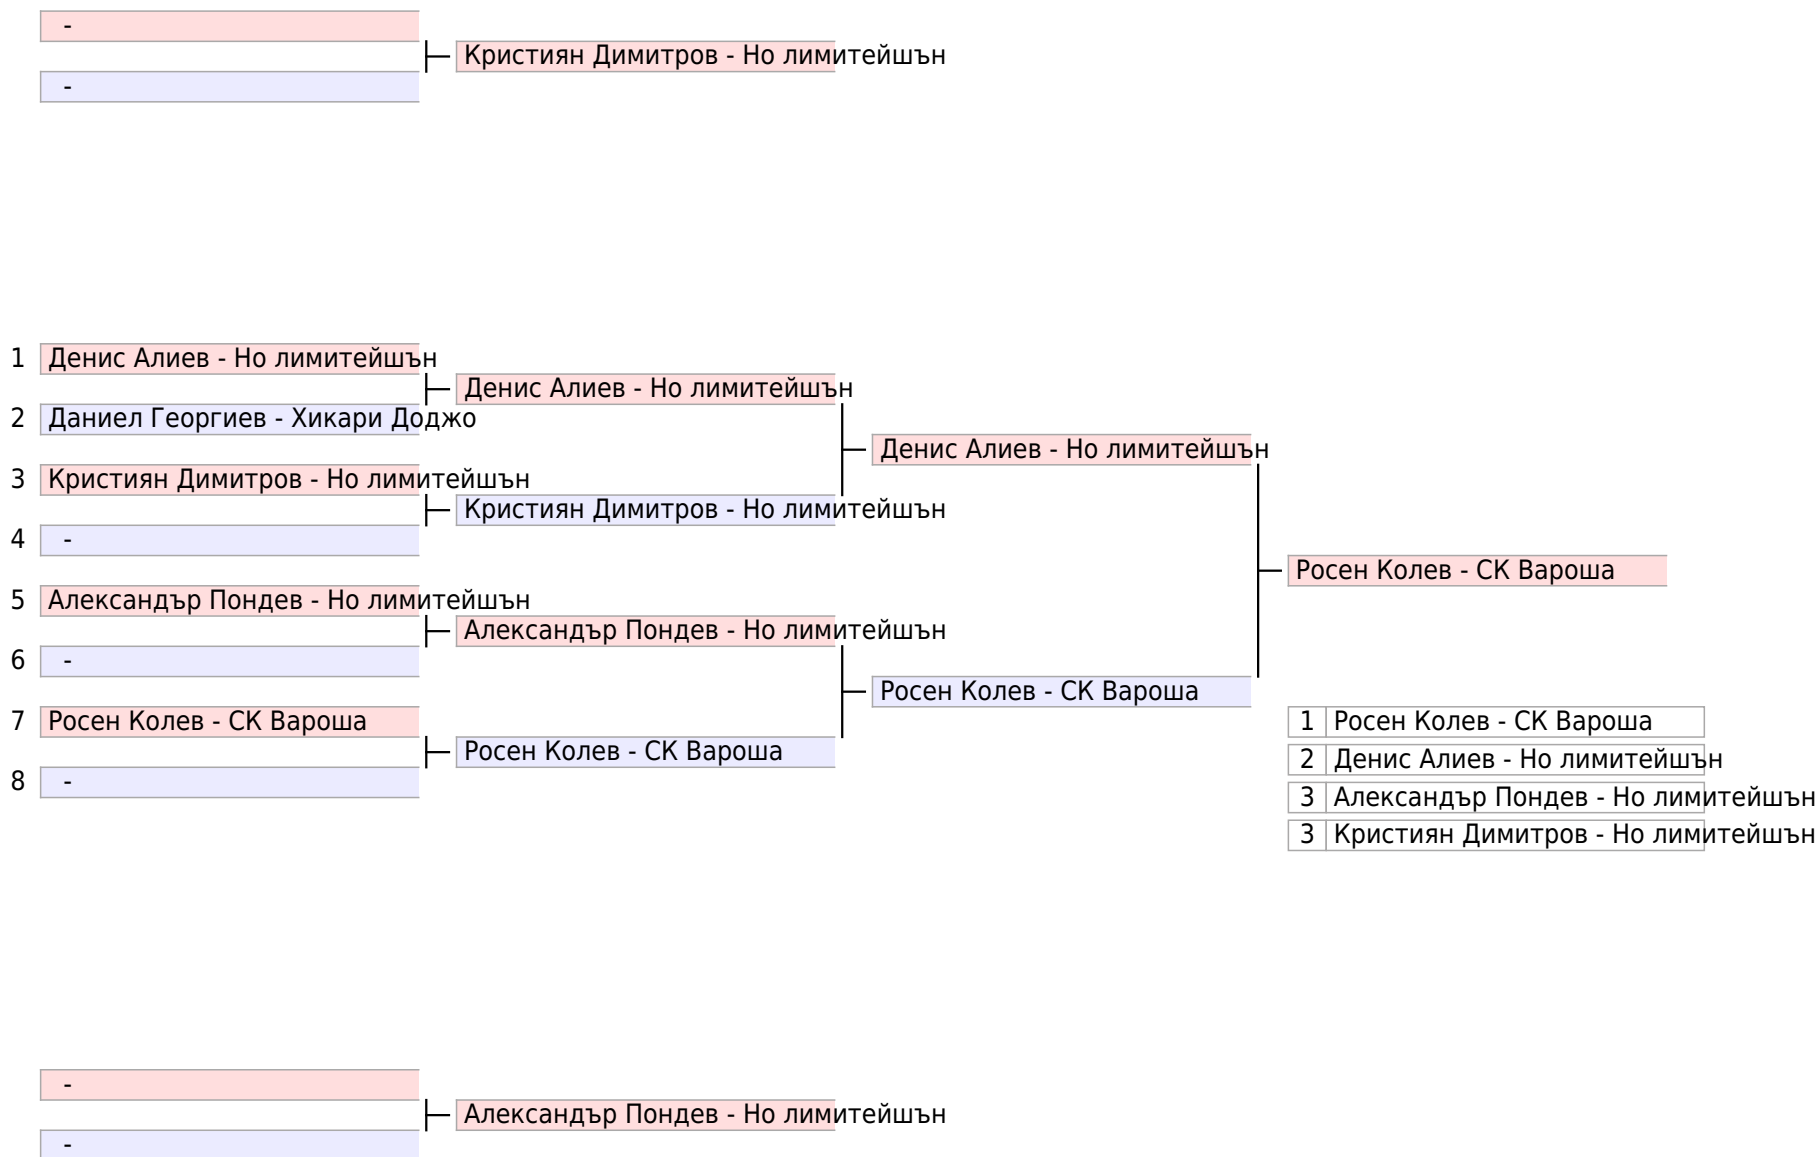 -
Кристиян Димитров - Но лимитейшън
-
1 Денис Алиев - Но лимитейшън
Денис Алиев - Но лимитейшън
2 Даниел Георгиев - Хикари Доджо
Денис Алиев - Но лимитейшън
3 Кристиян Димитров - Но лимитейшън
Кристиян Димитров - Но лимитейшън
4 -
Росен Колев - СК Вароша
5 Александър Пондев - Но лимитейшън
Александър Пондев - Но лимитейшън
6 -
Росен Колев - СК Вароша
7 Росен Колев - СК Вароша
Росен Колев - СК Вароша
8 -
1 Росен Колев - СК Вароша
2 Денис Алиев - Но лимитейшън
3 Александър Пондев - Но лимитейшън
3 Кристиян Димитров - Но лимитейшън
-
Александър Пондев - Но лимитейшън
-